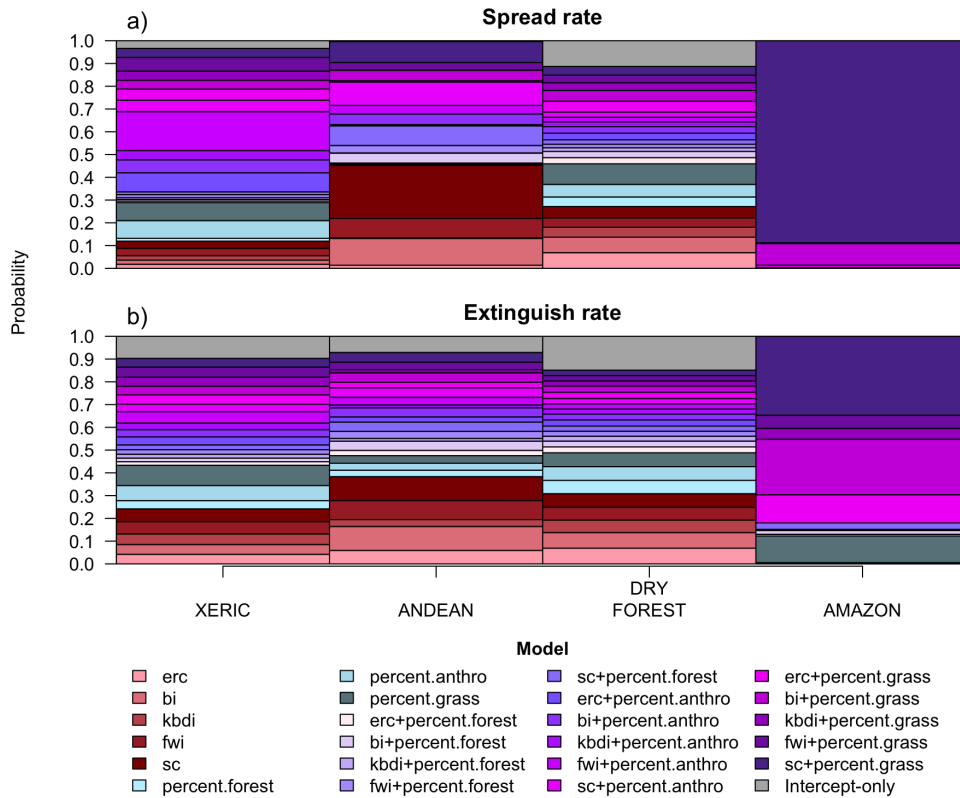 a)
Spread rate
1.0
0.9
0.8
0.7
0.6
0.5
0.4
0.3
0.2
0.1
0.0
Probability
b)
Extinguish rate
1.0
0.9
0.8
0.7
0.6
0.5
0.4
0.3
0.2
0.1
0.0
XERIC
ANDEAN
DRY
FOREST
AMAZON
Model
erc
bi
kbdi
fwi
sc
percent.forest
percent.anthro
percent.grass
erc+percent.forest
bi+percent.forest
kbdi+percent.forest
fwi+percent.forest
sc+percent.forest
erc+percent.anthro
bi+percent.anthro
kbdi+percent.anthro
fwi+percent.anthro
sc+percent.anthro
erc+percent.grass
bi+percent.grass
kbdi+percent.grass
fwi+percent.grass
sc+percent.grass
Intercept-only